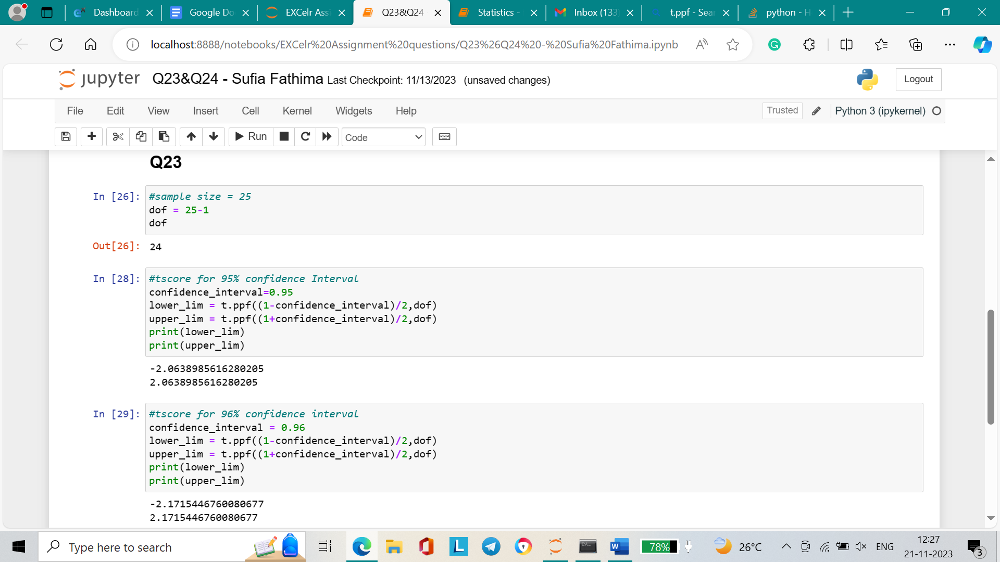 Dashboard
Google Do
EXCelr Assi
Q23&Q24
Statistics -
Inbox (133)
t.ppf - Sear
python - H
localhost:8888/notebooks/EXCelr%20Assignment%20questions/Q23%26Q24%20-%20Sufia%20Fathima.ipynb
jupyter Q23&Q24 - Sufia Fathima Last Checkpoint: 11/13/2023 (unsaved changes)
Logout
File Edit View Insert Cell Kernel Widgets Help
Trusted
Python 3 (ipykernel)
Run
Code
Q23
In [26]: #sample size = 25
dof = 25-1
dof
Out[26]: 24
In [28]: #tscore for 95% confidence Interval
confidence_interval=0.95
lower_lim = t.ppf((1-confidence_interval)/2,dof)
upper_lim = t.ppf((1+confidence_interval)/2,dof)
print(lower_lim)
print(upper_lim)
-2.0638985616280205
2.0638985616280205
In [29]: #tscore for 96% confidence interval
confidence_interval = 0.96
lower_lim = t.ppf((1-confidence_interval)/2,dof)
upper_lim = t.ppf((1+confidence_interval)/2,dof)
print(lower_lim)
print(upper_lim)
-2.1715446760080677
2.1715446760080677
Type here to search
78%
26°C
ENG
12:27
21-11-2023
3